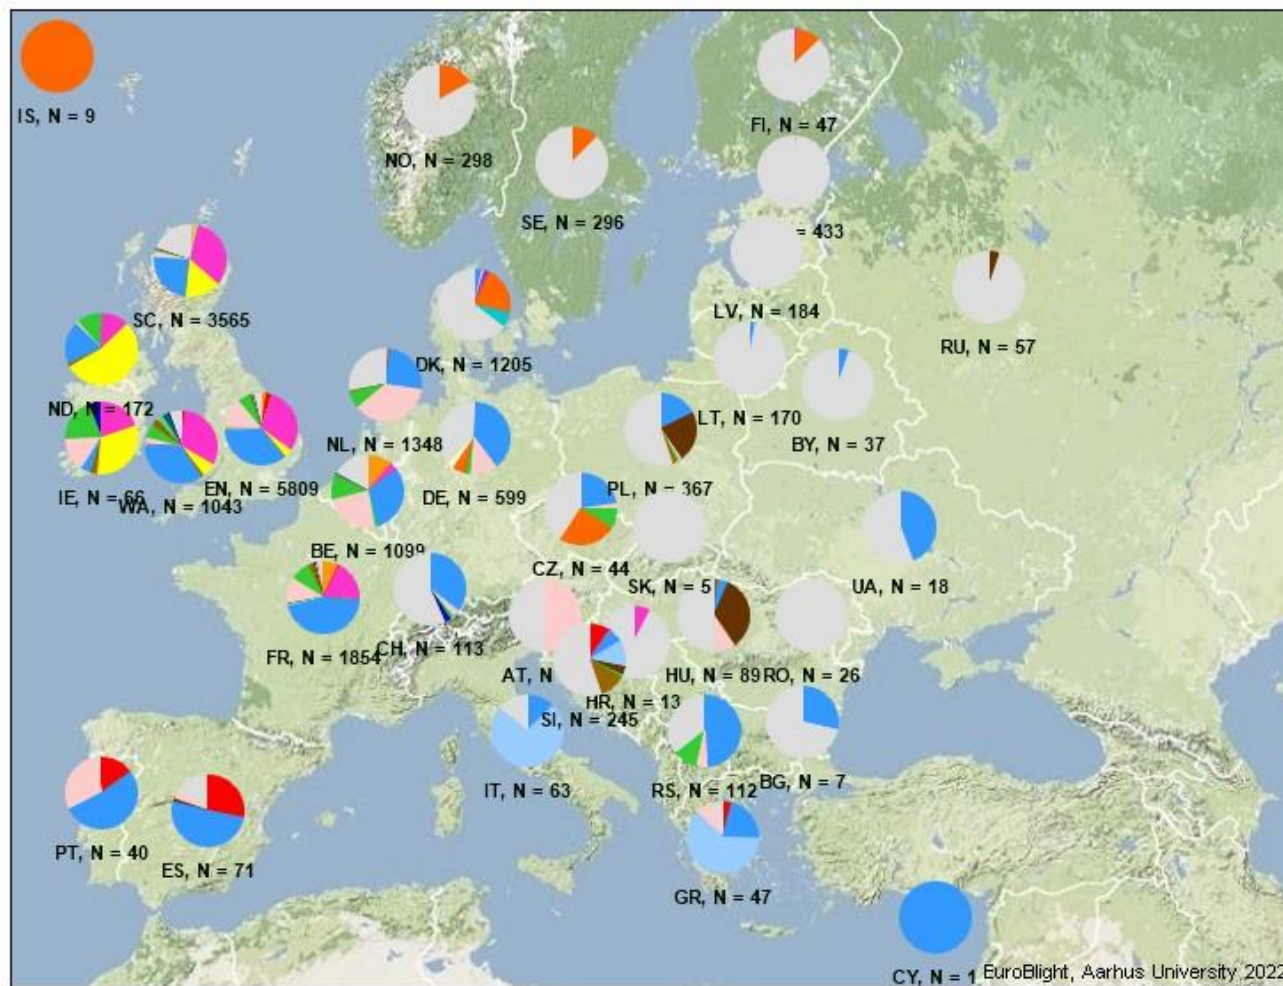 IS, N = 9
FI, N = 47
NO, N = 298
SE, N = 296
= 433
SC, N = 3565
LV, N = 184
RU, N = 57
DK, N = 1205
ND, N = 172
LT, N = 170
BY, N = 37
NL, N = 1348
IE, N = 66
EN, N = 5809
WA, N = 1043
DE, N = 599
PL, N = 367
BE, N = 1099
CZ, N = 44
SK, N = 5
UA, N = 18
FR, N = 1854
CH, N = 113
AT, N
HU, N = 89
RO, N = 26
HR, N = 13
SI, N = 245
IT, N = 63
RS, N = 112
BG, N = 7
PT, N = 40
ES, N = 71
GR, N = 47
CY, N = 1
EuroBlight, Aarhus University 2022